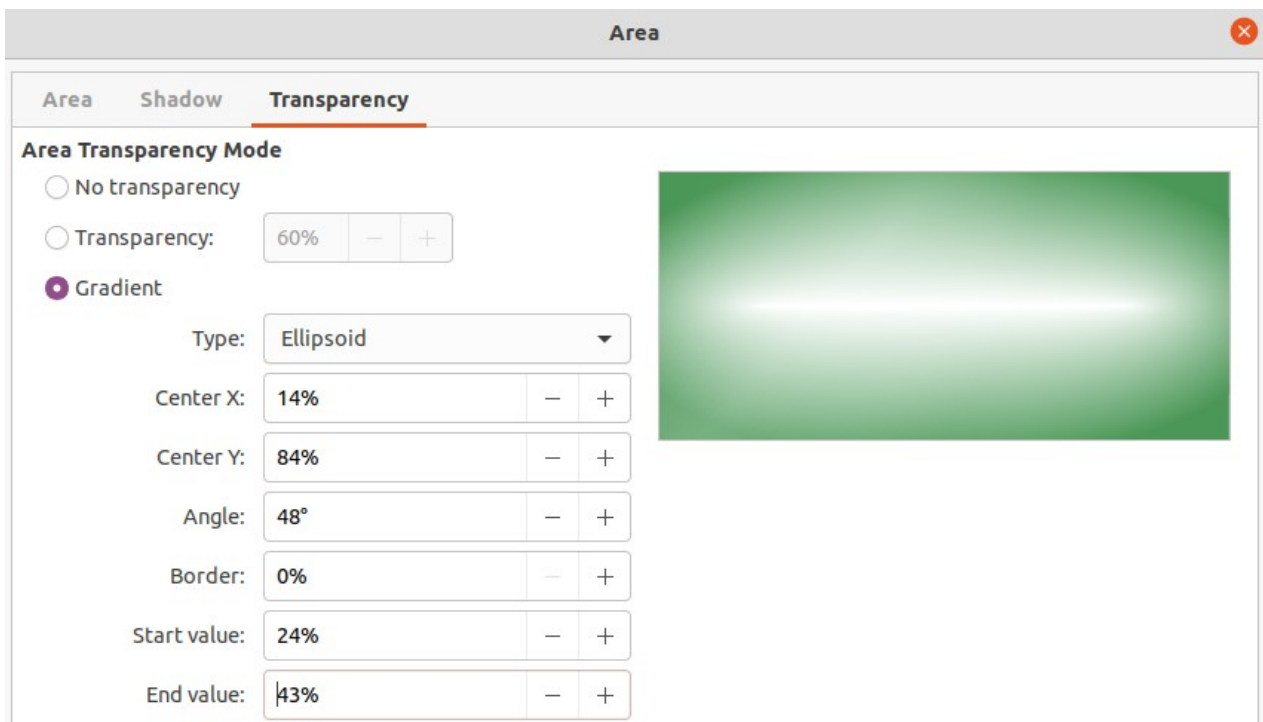 Area
Area Shadow Transparency
Area Transparency Mode
No transparency
Transparency: 60% − +
Gradient
Type: Ellipsoid
Center X: 14% − +
Center Y: 84% − +
Angle: 48° − +
Border: 0% − +
Start value: 24% − +
End value: 43% − +